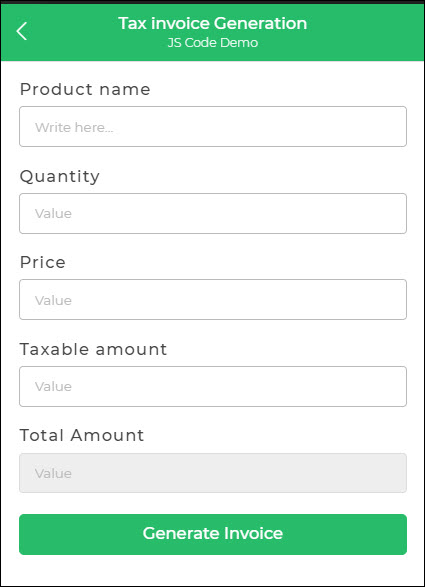 Tax invoice Generation
JS Code Demo
Product name
Write here...
Quantity
Value
Price
Value
Taxable amount
Value
Total Amount
Value
Generate Invoice